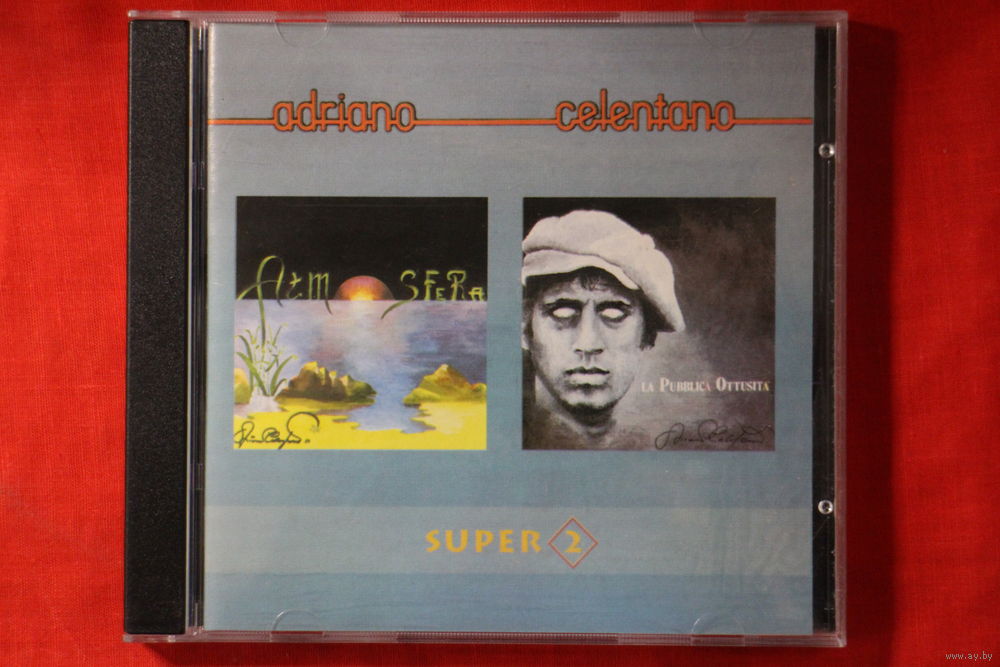 adriano celentano
Atmosfera
LA PUBBLICA OTTUSITA'
SUPER 2
www.ay.by